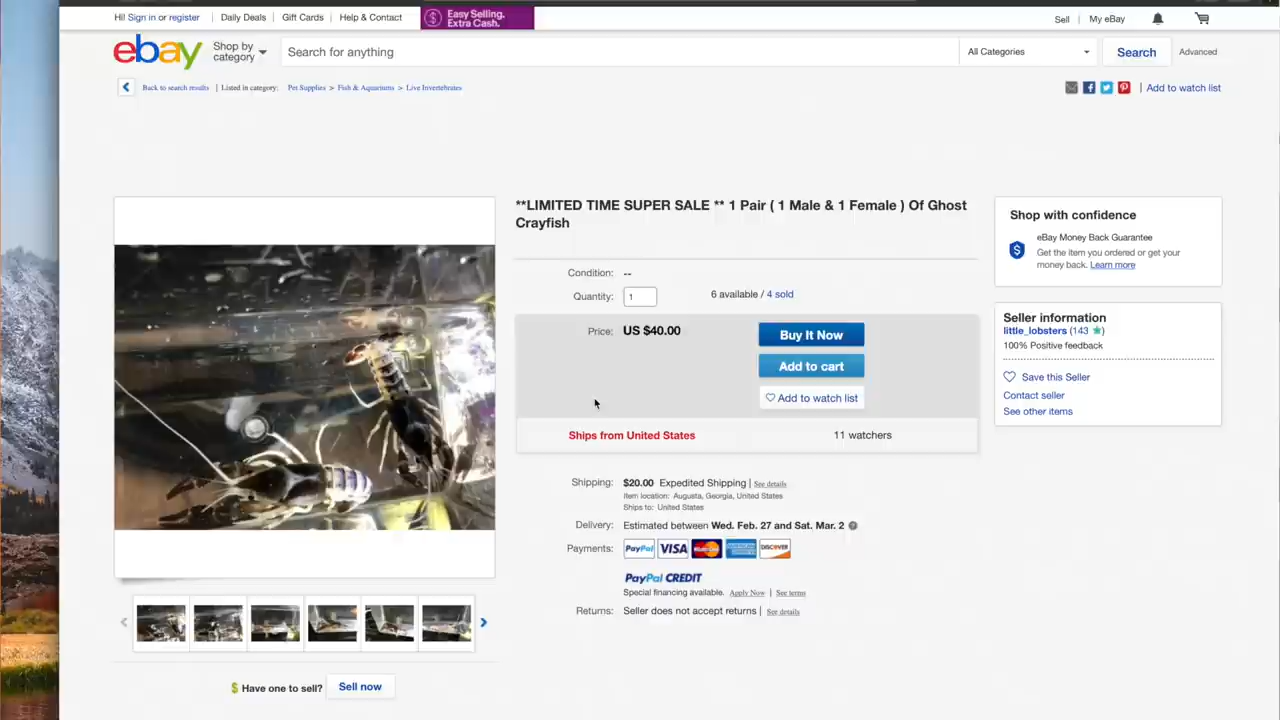 Hi! Sign in or register | Daily Deals | Gift Cards | Help & Contact
Easy Selling.
Extra Cash.
Sell | My eBay
ebay
Shop by
category
Search for anything
All Categories
Search
Advanced
Back to search results | Listed in category: Pet Supplies > Fish & Aquariums > Live Invertebrates
| Add to watch list
**LIMITED TIME SUPER SALE ** 1 Pair ( 1 Male & 1 Female ) Of Ghost
Crayfish
Condition: --
Quantity: 1 6 available / 4 sold
Price: US $40.00
Buy It Now
Add to cart
Add to watch list
Ships from United States 11 watchers
Shipping: $20.00 Expedited Shipping | See details
Item location: Augusta, Georgia, United States
Ships to: United States
Delivery: Estimated between Wed. Feb. 27 and Sat. Mar. 2
Payments: PayPal VISA MasterCard AMERICAN EXPRESS DISCOVER
PayPal CREDIT
Special financing available. Apply Now | See terms
Returns: Seller does not accept returns | See details
Shop with confidence
eBay Money Back Guarantee
Get the item you ordered or get your
money back. Learn more
Seller information
little_lobsters (143 )
100% Positive feedback
Save this Seller
Contact seller
See other items
Have one to sell? Sell now